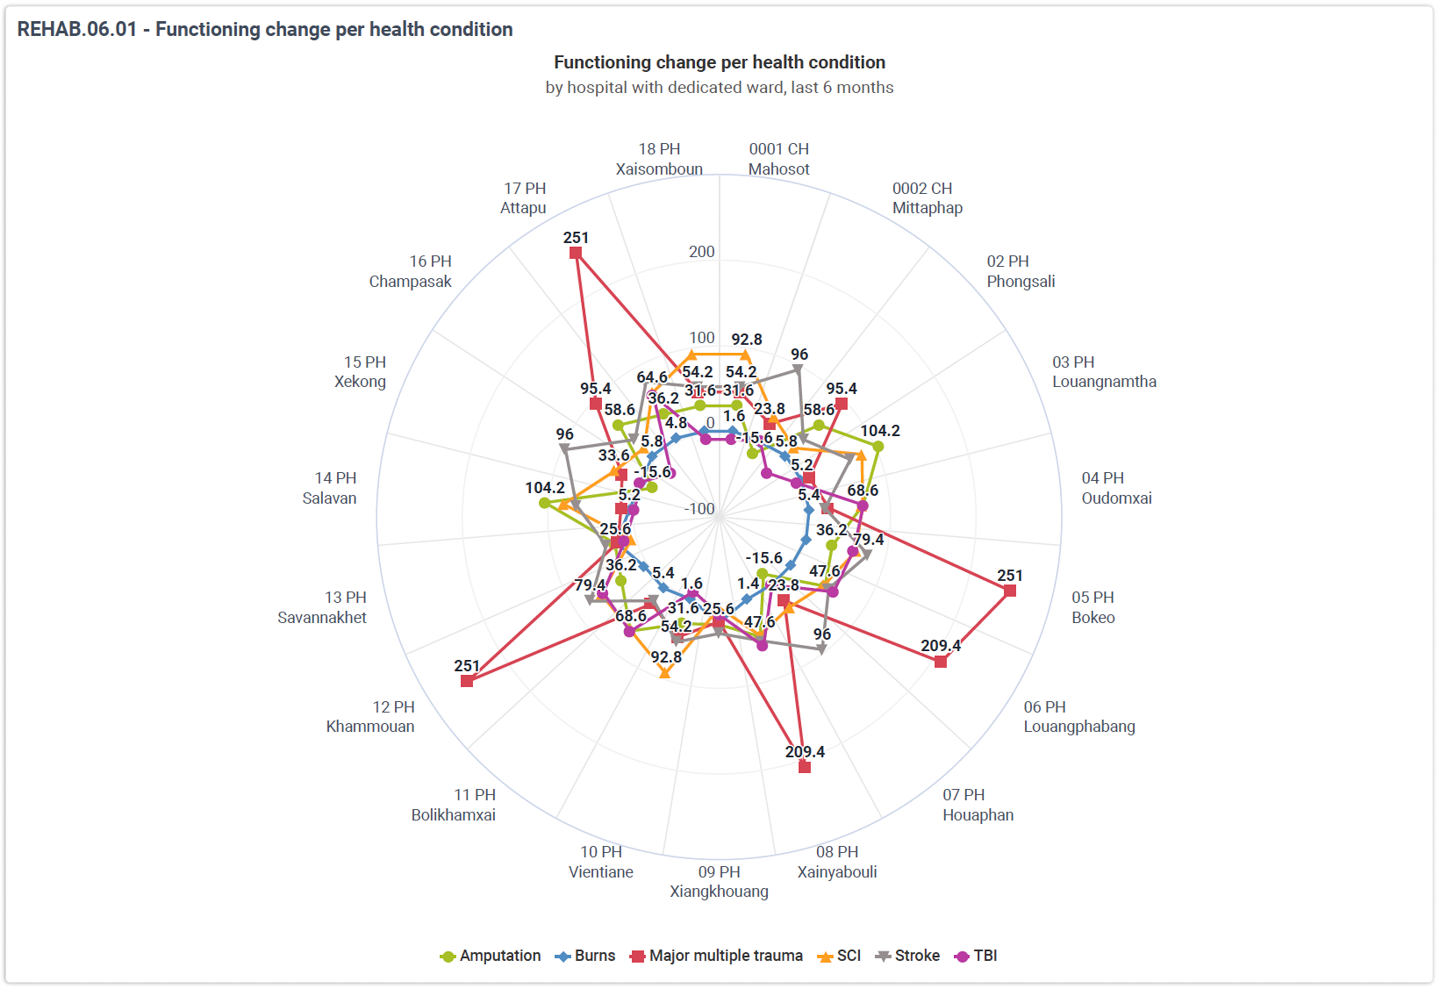 REHAB.06.01 - Functioning change per health condition
Functioning change per health condition
by hospital with dedicated ward, last 6 months
18 PH
Xaisomboun
0001 CH
Mahosot
17 PH
Attapu
0002 CH
Mittaphap
251
16 PH
Champasak
200
02 PH
Phongsali
100
92.8
96
15 PH
Xekong
95.4
64.6
54.2
54.2
95.4
03 PH
Louangnamtha
58.6
36.2
31.6
31.6
23.8
58.6
96
4.8
0
1.6
104.2
33.6
5.8
-15.6
5.8
14 PH
Salavan
104.2
-15.6
5.2
5.2
5.4
68.6
04 PH
Oudomxai
-100
25.6
36.2
79.4
13 PH
Savannakhet
79.4
36.2
5.4
1.6
-15.6
1.4
23.8
47.6
251
05 PH
Bokeo
68.6
31.6
54.2
25.6
47.6
96
209.4
251
92.8
12 PH
Khammouan
06 PH
Louangphabang
209.4
11 PH
Bolikhamxai
07 PH
Houaphan
10 PH
Vientiane
09 PH
Xiangkhouang
08 PH
Xainyabouli
Amputation
Burns
Major multiple trauma
SCI
Stroke
TBI